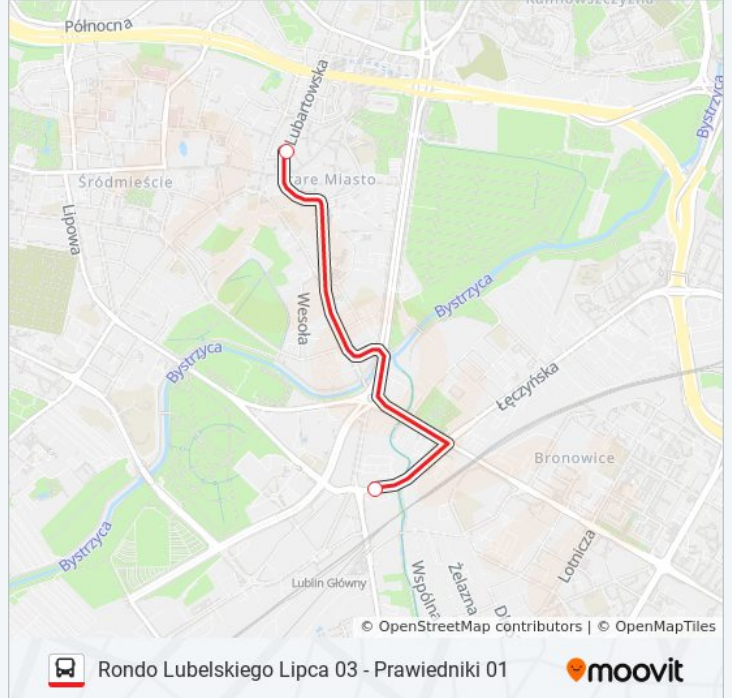 Północna
Kalinowszczyzna
Lubartowska
Bystrzyca
Śródmieście
Stare Miasto
Lipowa
Bystrzyca
Wesoła
Bystrzyca
Łęczyńska
Bronowice
Bystrzyca
Lotnicza
Lublin Główny
Wspólna
Żelazna
© OpenStreetMap contributors | © OpenMapTiles
Rondo Lubelskiego Lipca 03 - Prawiedniki 01
moovit